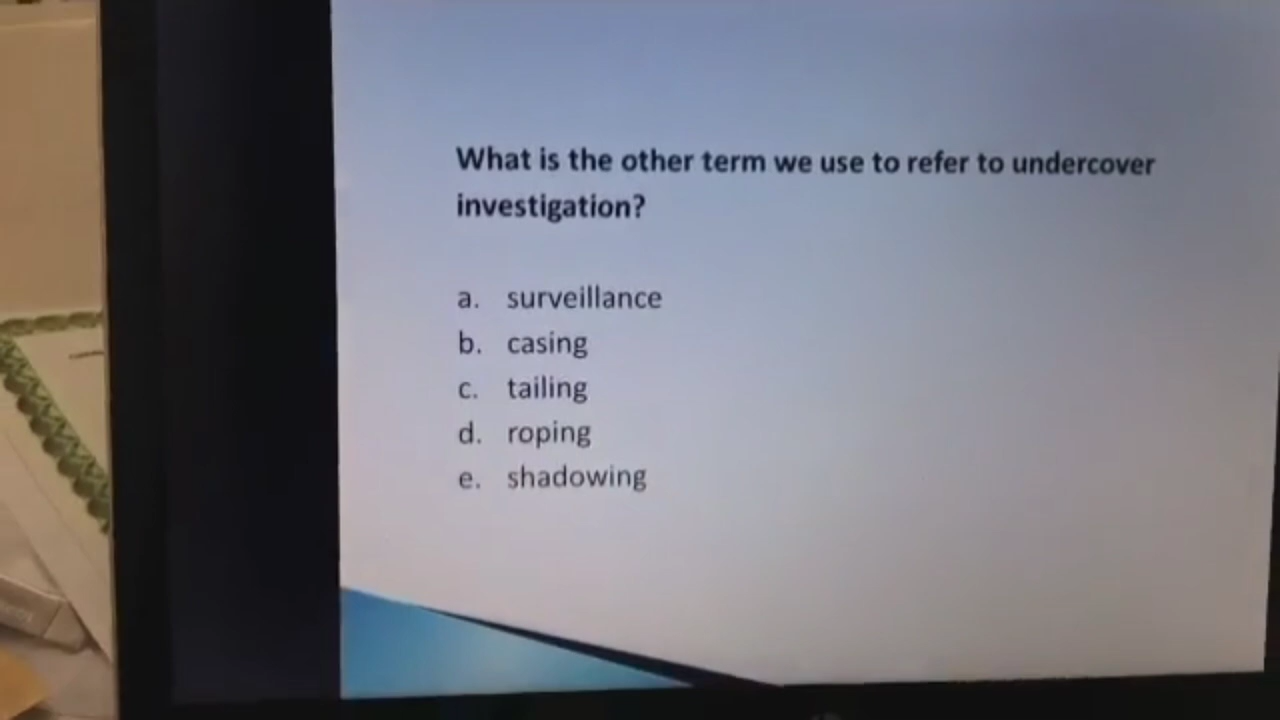 What is the other term we use to refer to undercover
investigation?
a. surveillance
b. casing
c. tailing
d. roping
e. shadowing